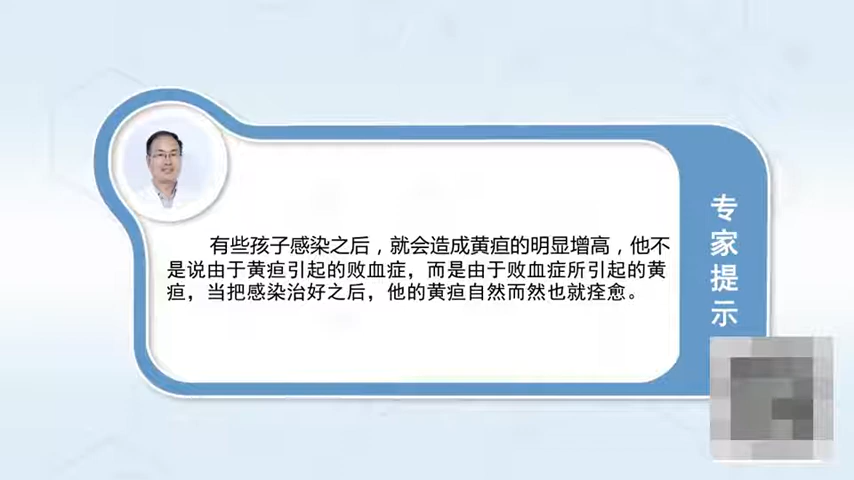 有些孩子感染之后，就会造成黄疸的明显增高，他不
是说由于黄疸引起的败血症，而是由于败血症所引起的黄
疸，当把感染治好之后，他的黄疸自然而然也就痊愈。
专家提示